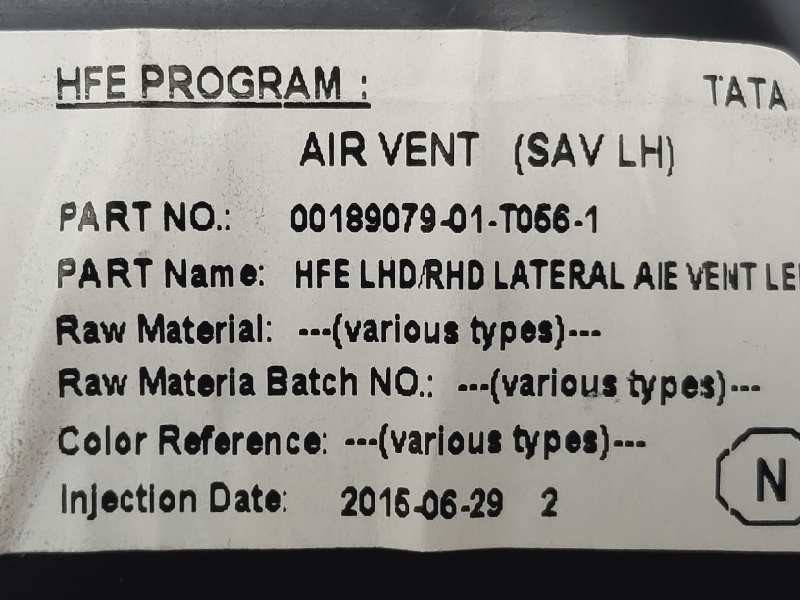 HFE PROGRAM :
TATA
AIR VENT (SAV LH)
PART NO.: 00189079-01-T056-1
PART Name: HFE LHD/RHD LATERAL AIE VENT
Raw Material: ---(various types)---
Raw Materia Batch NO.: ---(various types)---
Color Reference: ---(various types)---
Injection Date: 2015-06-29 2
N